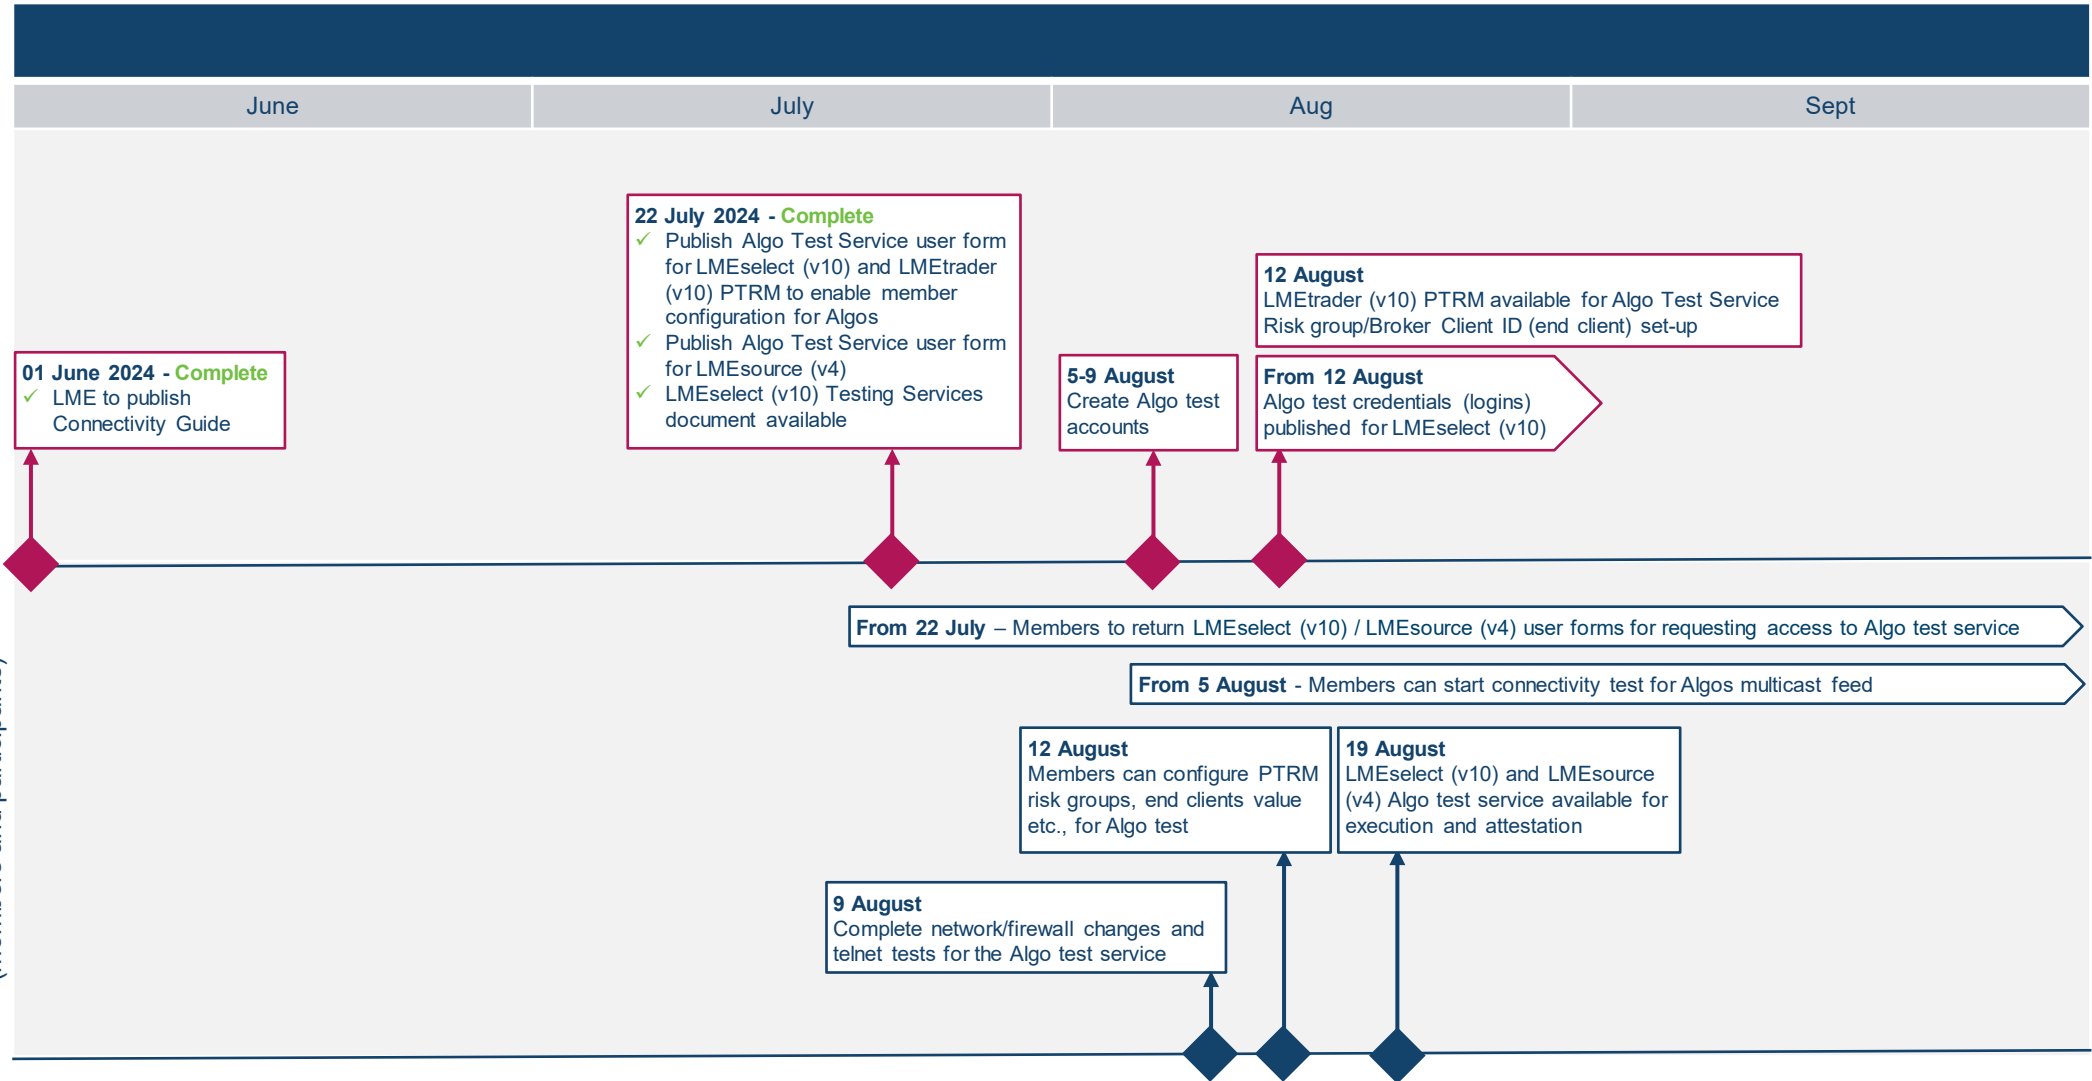 June
July
Aug
Sept
22 July 2024 - Complete
✓ Publish Algo Test Service user form
for LMEselect (v10) and LMEtrader
(v10) PTRM to enable member
configuration for Algos
✓ Publish Algo Test Service user form
for LMEsource (v4)
✓ LMEselect (v10) Testing Services
document available
12 August
LMEtrader (v10) PTRM available for Algo Test Service
Risk group/Broker Client ID (end client) set-up
01 June 2024 - Complete
✓ LME to publish
Connectivity Guide
5-9 August
Create Algo test
accounts
From 12 August
Algo test credentials (logins)
published for LMEselect (v10)
From 22 July – Members to return LMEselect (v10) / LMEsource (v4) user forms for requesting access to Algo test service
From 5 August - Members can start connectivity test for Algos multicast feed
12 August
Members can configure PTRM
risk groups, end clients value
etc., for Algo test
19 August
LMEselect (v10) and LMEsource
(v4) Algo test service available for
execution and attestation
9 August
Complete network/firewall changes and
telnet tests for the Algo test service